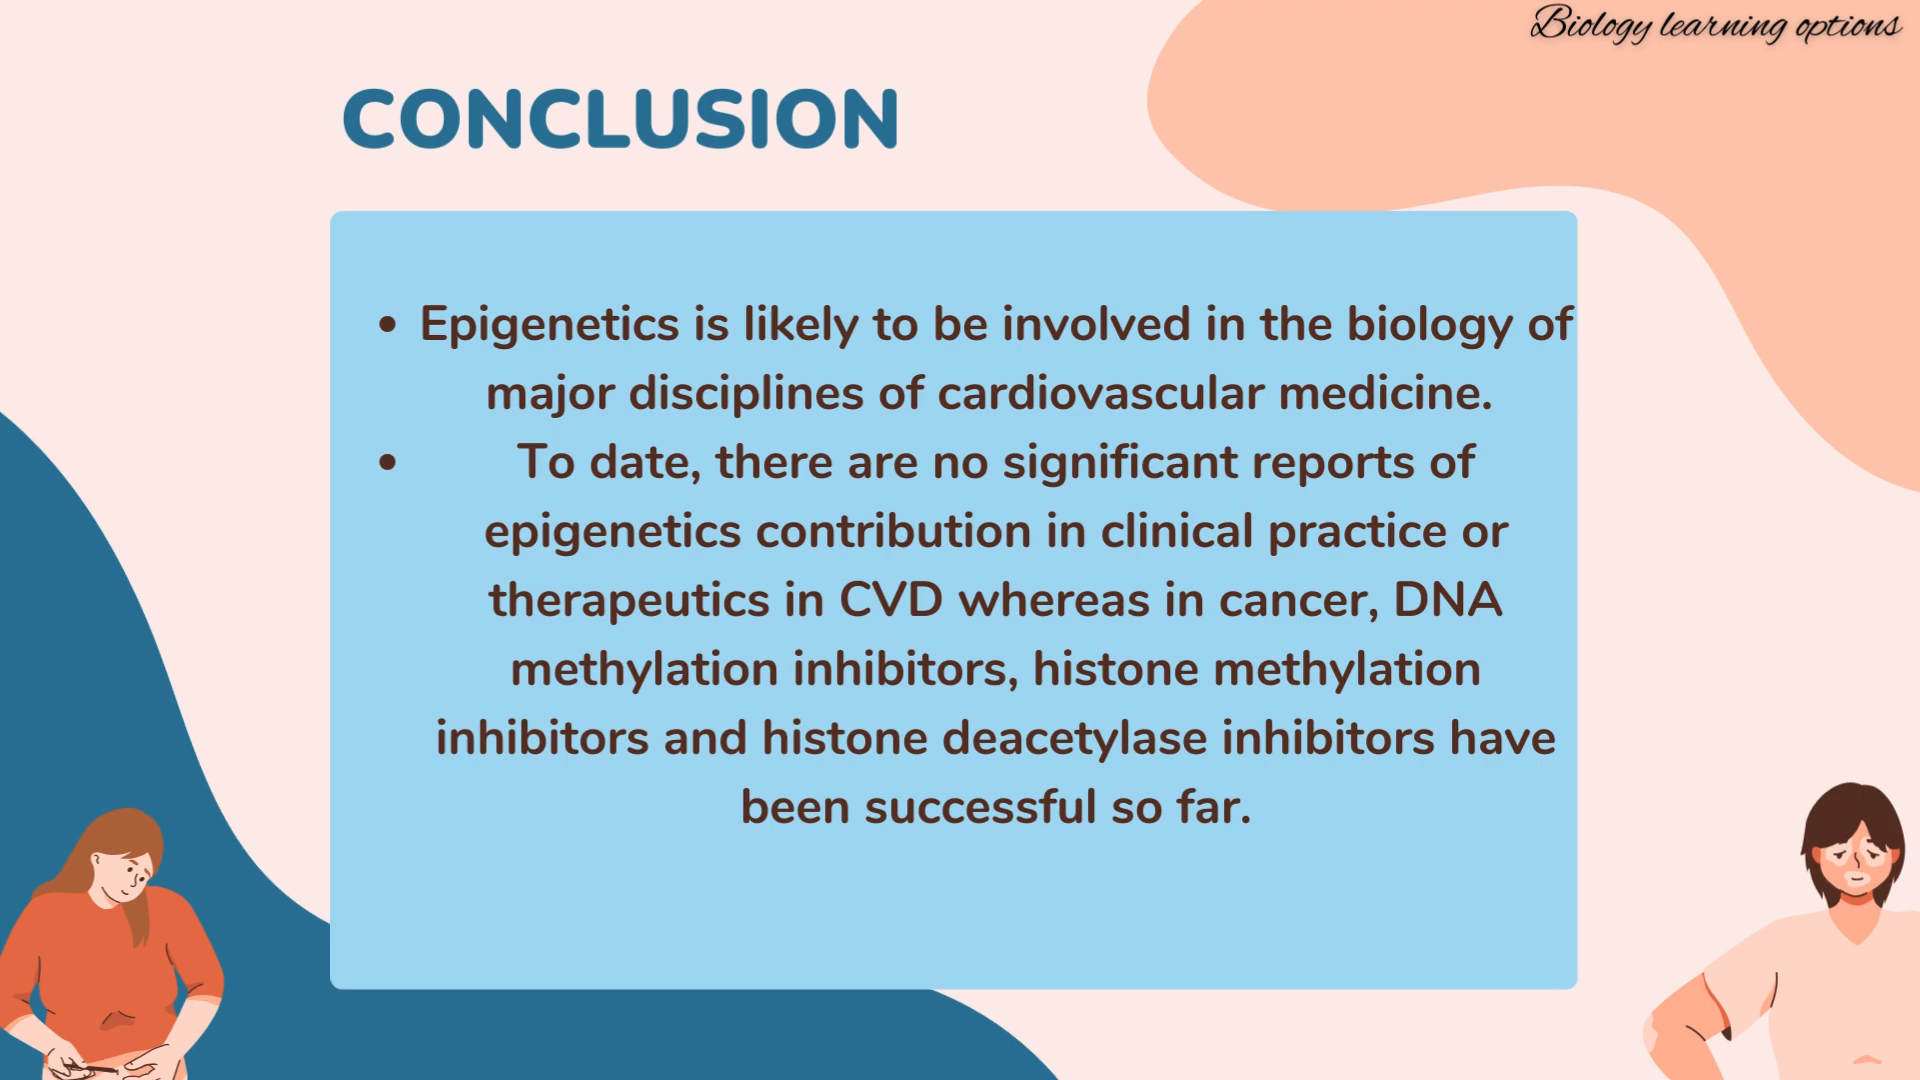 Biology learning options
CONCLUSION
• Epigenetics is likely to be involved in the biology of
major disciplines of cardiovascular medicine.
• To date, there are no significant reports of
epigenetics contribution in clinical practice or
therapeutics in CVD whereas in cancer, DNA
methylation inhibitors, histone methylation
inhibitors and histone deacetylase inhibitors have
been successful so far.